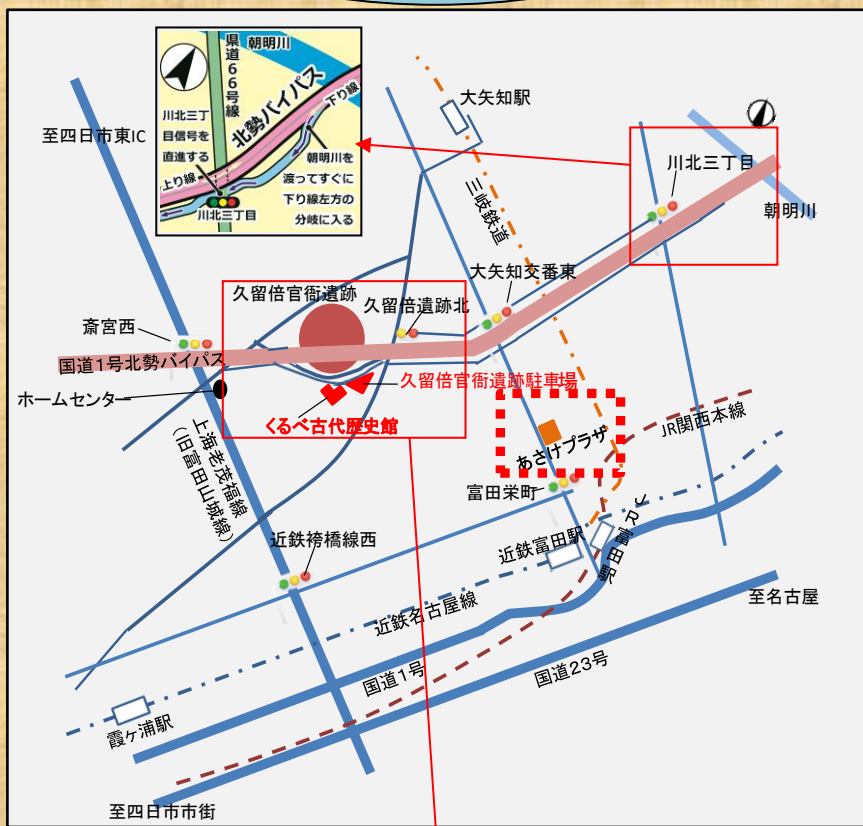 県道66号線
朝明川
北勢バイパス
下り線
川北三丁
目信号を
直進する
上り線
川北三丁目
朝明川を
渡ってすぐに
下り線左方の
分岐に入る
至四日市東IC
大矢知駅
三岐鉄道
川北三丁目
朝明川
大矢知交番東
久留倍官衙遺跡
久留倍遺跡北
斎宮西
国道1号北勢バイパス
久留倍官衙遺跡駐車場
ホームセンター
くるべ古代歴史館
あさけプラザ
JR関西本線
上海老茂福線
(旧富田山城線)
富田栄町
近鉄富田駅
JR富田駅
近鉄袴橋線西
近鉄名古屋線
至名古屋
国道1号
国道23号
霞ヶ浦駅
至四日市市街